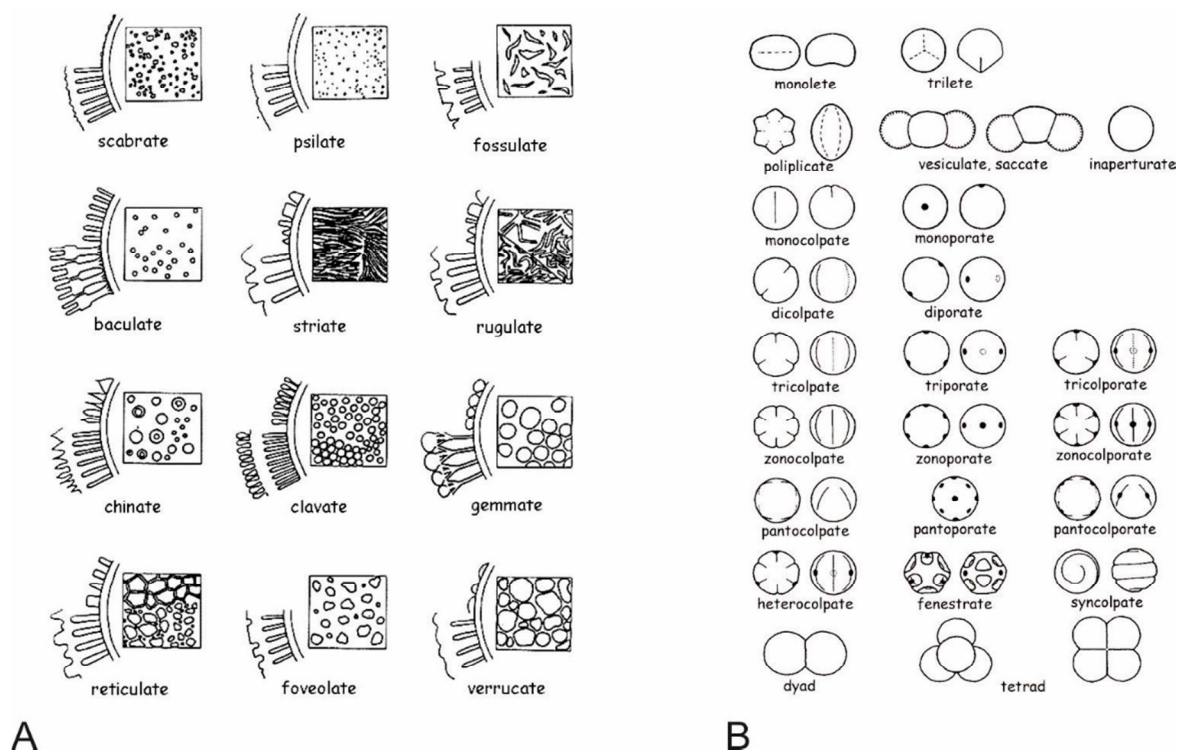 scabrate psilate fossulate
baculate striate rugulate
chinate clavate gemmate
reticulate foveolate verrucate
A
monolete trilete
poliplicate vesiculate, saccate inaperturate
monocolpate monoporate
dicolpate diporate
tricolpate triporate tricolporate
zonocolpate zonoporate zonocolporate
pantocolpate pantoporate pantocolporate
heterocolpate fenestrate syncolpate
dyad tetrad
B